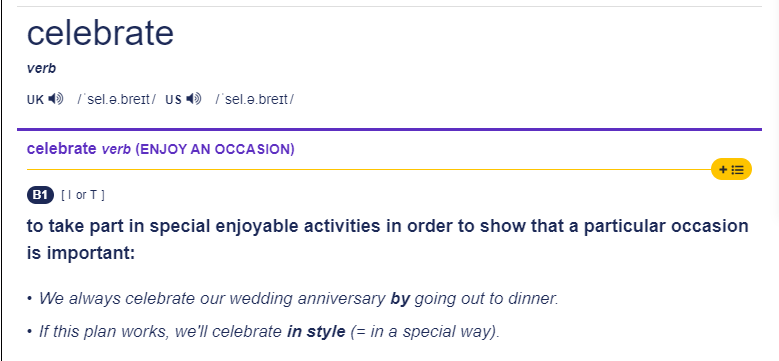 celebrate
verb
UK /ˈsel.ə.breɪt/ US /ˈsel.ə.breɪt/
celebrate verb (ENJOY AN OCCASION)
B1 [ I or T ]
to take part in special enjoyable activities in order to show that a particular occasion
is important:
• We always celebrate our wedding anniversary by going out to dinner.
• If this plan works, we'll celebrate in style (= in a special way).